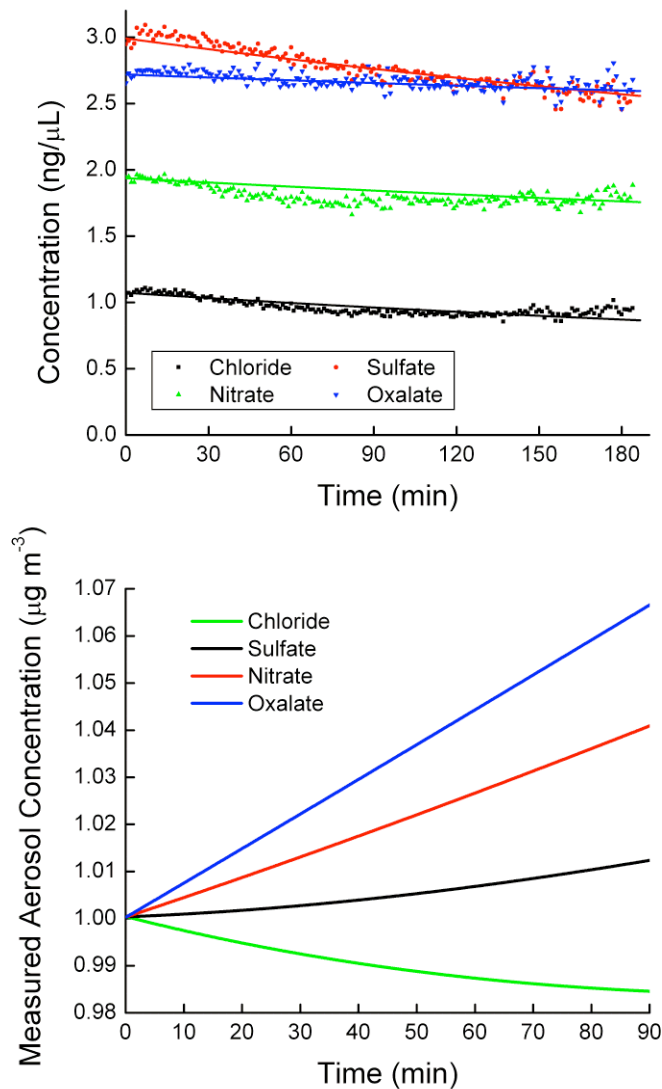 Concentration (ng/μL)
3.0
2.5
2.0
1.5
1.0
0.5
0.0
Chloride
Sulfate
Nitrate
Oxalate
0 30 60 90 120 150 180
Time (min)
Measured Aerosol Concentration (μg m-3)
1.07
1.06
1.05
1.04
1.03
1.02
1.01
1.00
0.99
0.98
Chloride
Sulfate
Nitrate
Oxalate
0 10 20 30 40 50 60 70 80 90
Time (min)